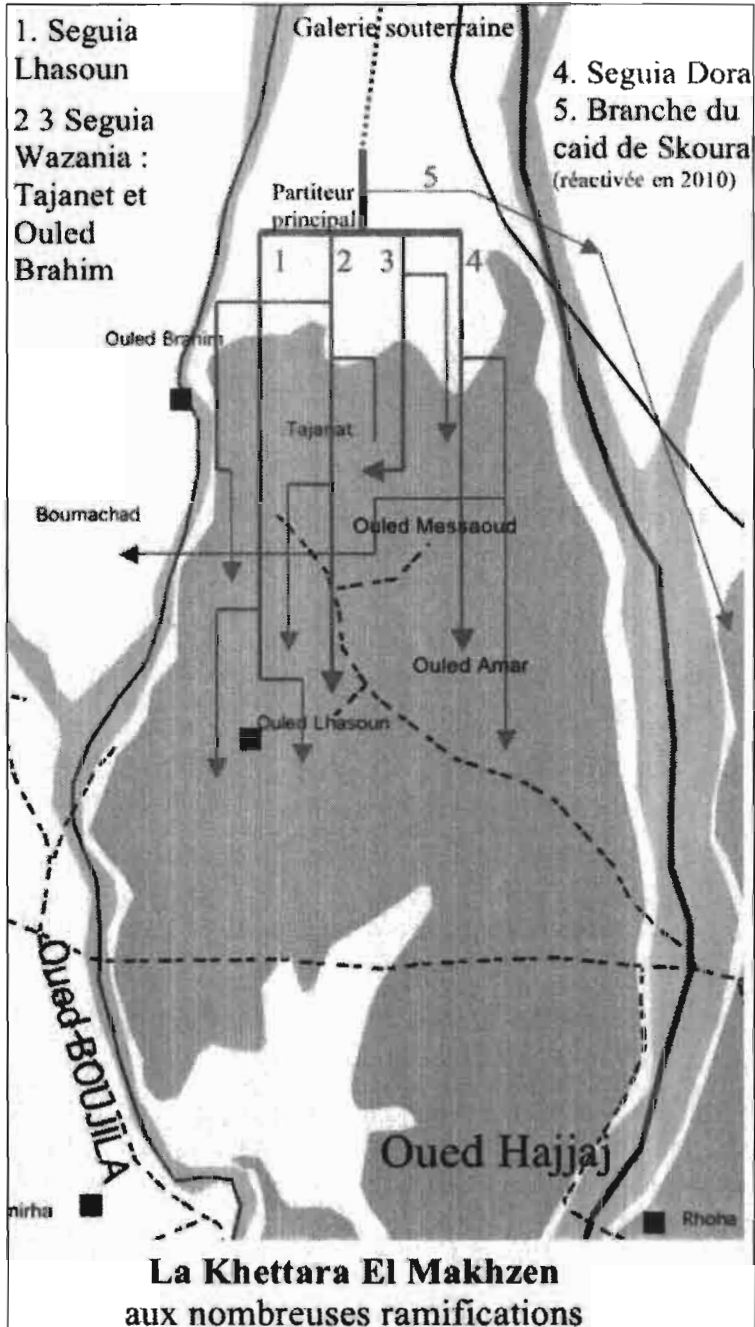 1. Seguia
Lhasoun
2 3 Seguia
Wazania :
Tajanet et
Ouled
Brahim
Galerie souterraine
4. Seguia Dora
5. Branche du
caid de Skoura
(réactivée en 2010)
Partiteur
principal
5
1 2 3 4
Ouled Brahim
Tajanat
Boumachad
Ouled Messaoud
Ouled Amar
Ouled Lhasoun
Oued BOUJILA
Oued Hajjaj
mirha
Rhoha
La Khettara El Makhzen
aux nombreuses ramifications